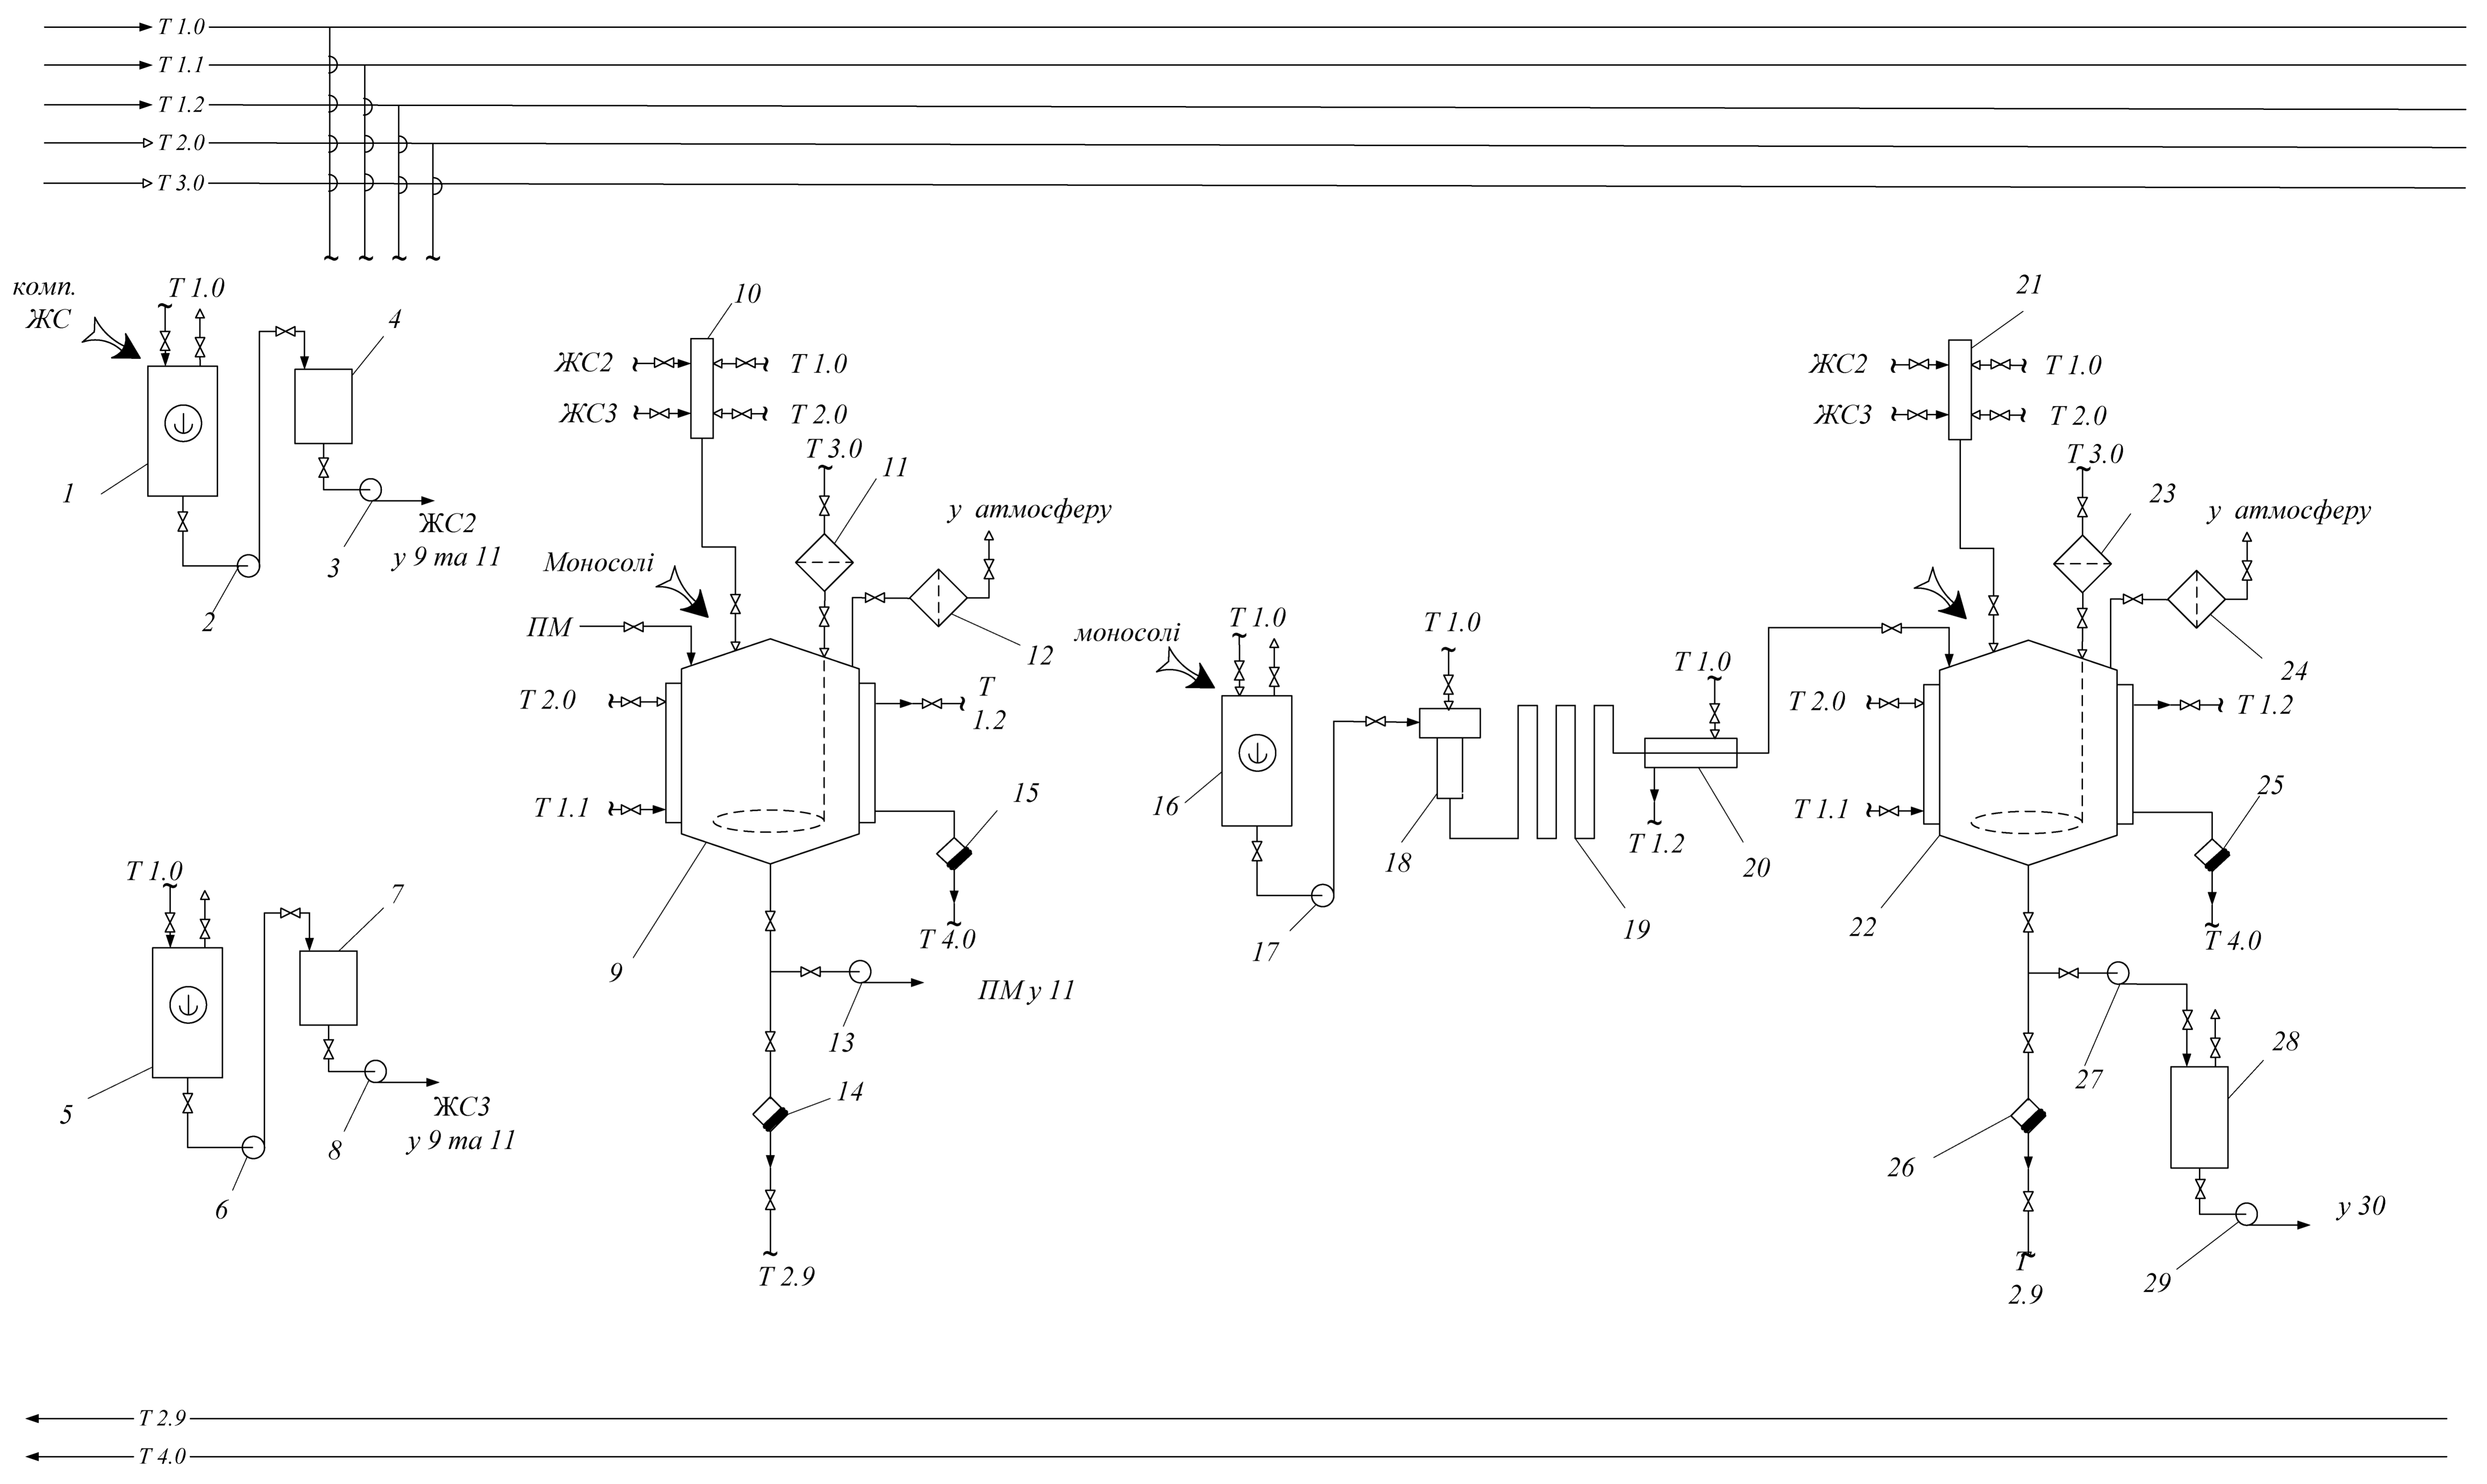 Т 1.0
Т 1.1
Т 1.2
Т 2.0
Т 3.0
комп.
ЖС
Т 1.0
4
1
ЖС2
у 9 та 11
3
2
Т 1.0
7
5
ЖС3
у 9 та 11
8
6
10
ЖС2
Т 1.0
ЖС3
Т 2.0
Т 3.0
11
у атмосферу
Моносолі
ПМ
12
Т 2.0
Т
1.2
Т 1.1
15
9
Т 4.0
ПМ у 11
13
14
Т 2.9
моносолі
Т 1.0
Т 1.0
Т 1.0
16
18
Т 1.2
20
17
19
21
ЖС2
Т 1.0
ЖС3
Т 2.0
Т 3.0
23
у атмосферу
24
Т 2.0
Т 1.2
Т 1.1
25
22
Т 4.0
27
28
26
у 30
Т
2.9
29
Т 2.9
Т 4.0